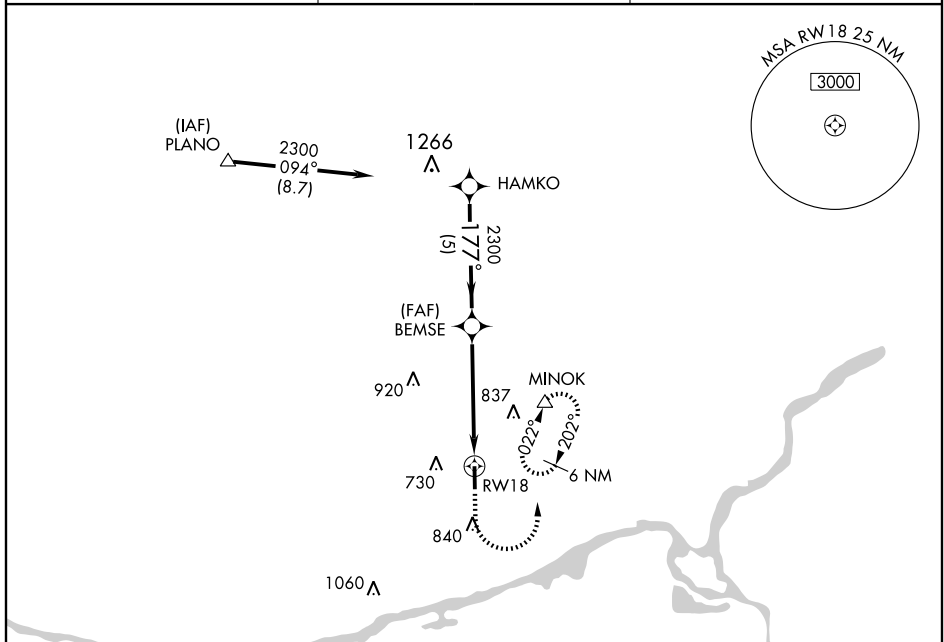 MSA RW18 25 NM
3000
(IAF)
PLANO
2300
094°
(8.7)
1266
HAMKO
2300
177°
(5)
(FAF)
BEMSE
920
837
MINOK
022°
202°
6 NM
730
RW18
840
1060